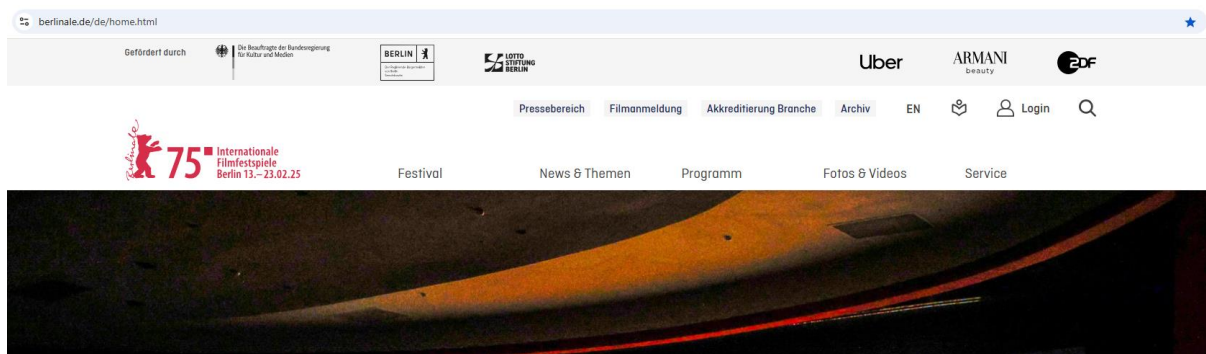 berlinale.de/de/home.html
Gefördert durch
Die Beauftragte der Bundesregierung
für Kultur und Medien
BERLIN
LOTTO
STIFTUNG
BERLIN
Uber
ARMANI
beauty
2DF
Pressebereich Filmanmeldung Akkreditierung Branche Archiv EN Login
Berlinale
75 Internationale
Filmfestspiele
Berlin 13.–23.02.25
Festival News & Themen Programm Fotos & Videos Service